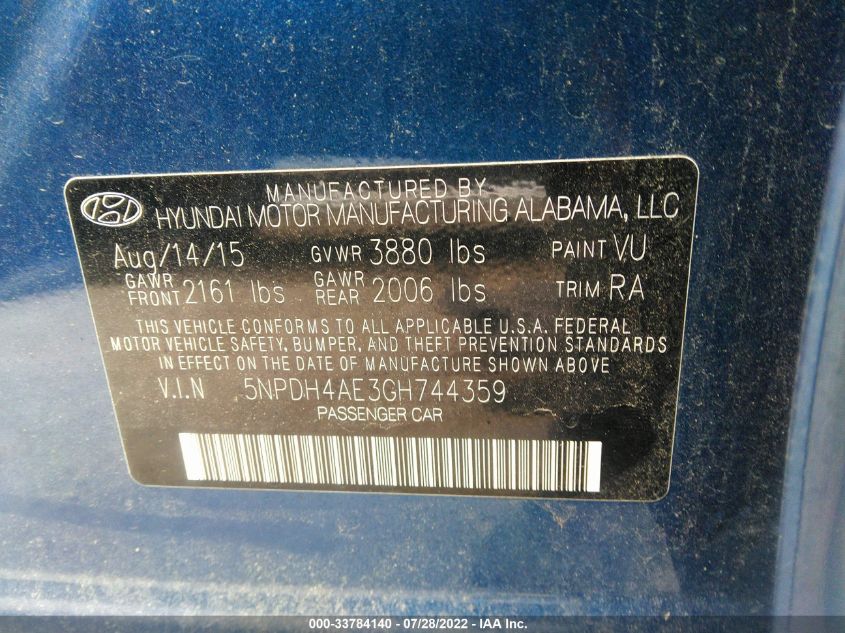 MANUFACTURED BY
HYUNDAI MOTOR MANUFACTURING ALABAMA, LLC
Aug/14/15 GVWR 3880 lbs PAINT VU
GAWR FRONT 2161 lbs GAWR REAR 2006 lbs TRIM RA
THIS VEHICLE CONFORMS TO ALL APPLICABLE U.S.A. FEDERAL
MOTOR VEHICLE SAFETY, BUMPER, AND THEFT PREVENTION STANDARDS
IN EFFECT ON THE DATE OF MANUFACTURE SHOWN ABOVE
V.I.N 5NPDH4AE3GH744359
PASSENGER CAR
000-33784140 - 07/28/2022 - IAA Inc.